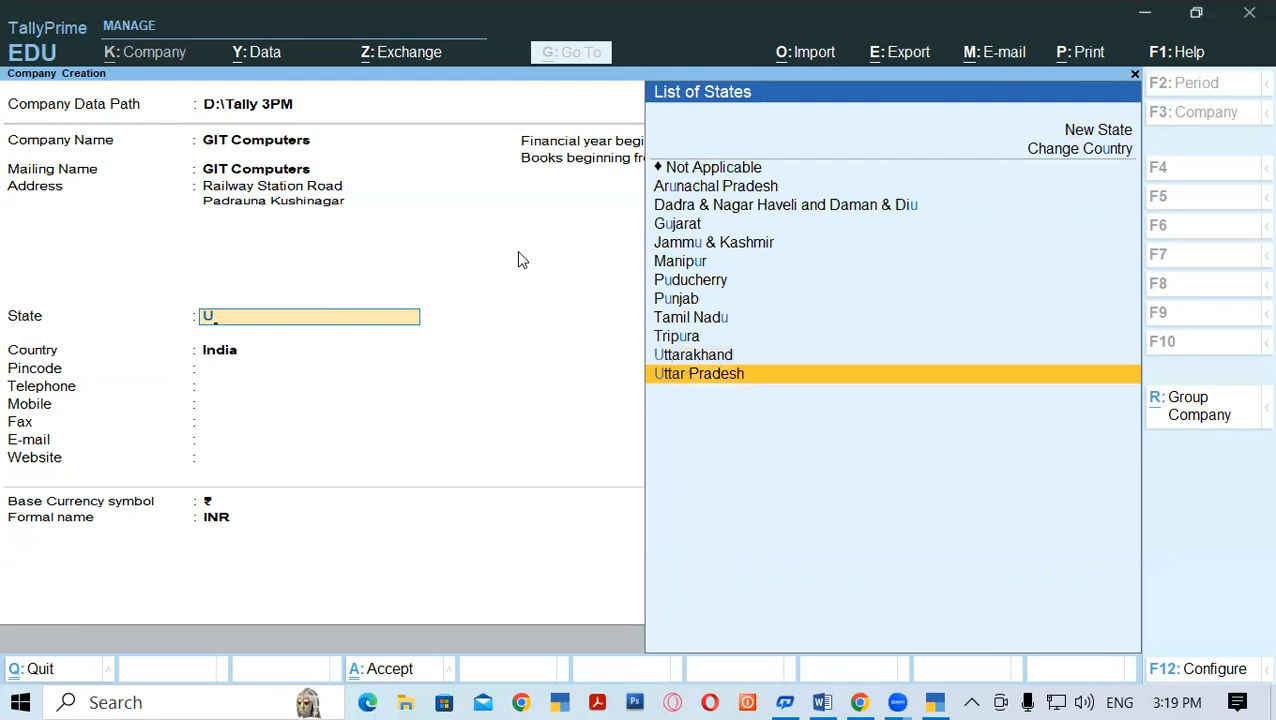 TallyPrime MANAGE
EDU K: Company Y: Data Z: Exchange G: Go To O: Import E: Export M: E-mail P: Print F1: Help
Company Creation
Company Data Path : D:\Tally 3PM
Company Name : GIT Computers
Mailing Name : GIT Computers
Address : Railway Station Road
Padrauna Kushinagar
Financial year begi
Books beginning fr
State : U
Country : India
Pincode :
Telephone :
Mobile :
Fax :
E-mail :
Website :
Base Currency symbol : ₹
Formal name : INR
List of States
New State
Change Country
♦ Not Applicable
Arunachal Pradesh
Dadra & Nagar Haveli and Daman & Diu
Gujarat
Jammu & Kashmir
Manipur
Puducherry
Punjab
Tamil Nadu
Tripura
Uttarakhand
Uttar Pradesh
F2: Period
F3: Company
F4
F5
F6
F7
F8
F9
F10
R: Group
Company
Q: Quit A: Accept F12: Configure
Search ENG 3:19 PM